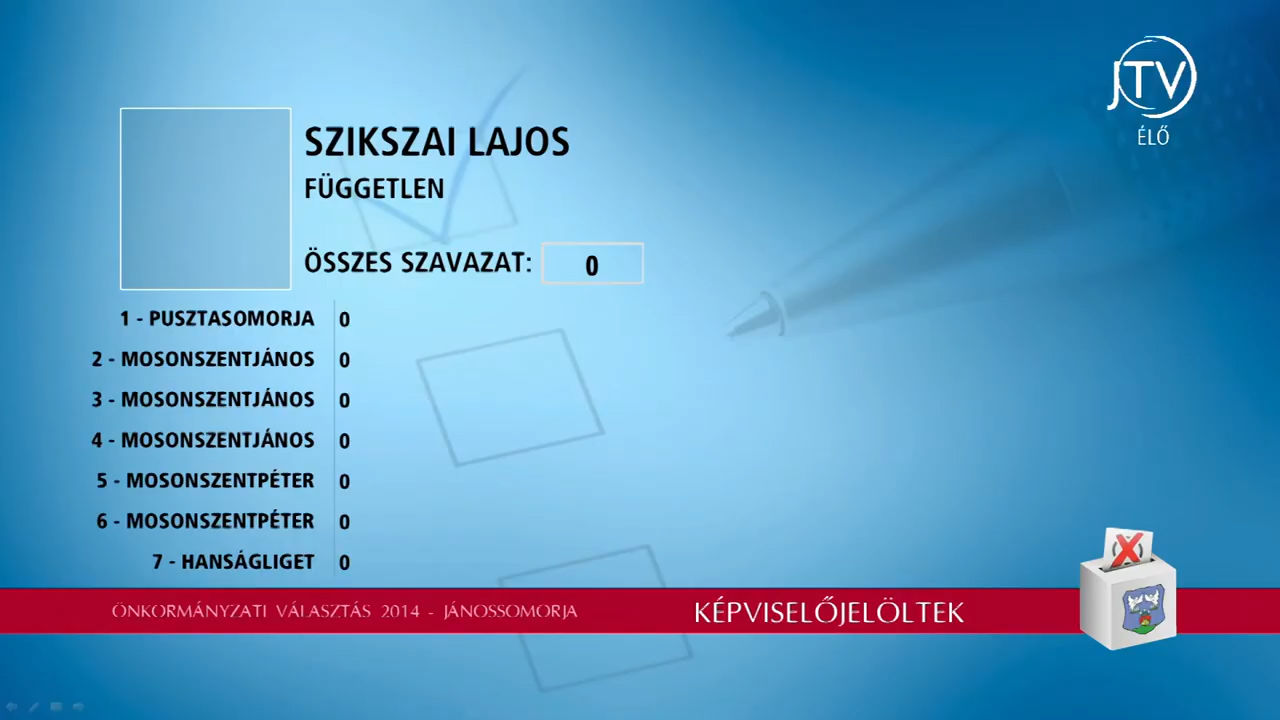 JTV
ÉLŐ
SZIKSZAI LAJOS
FÜGGETLEN
ÖSSZES SZAVAZAT: 0
1 - PUSZTASOMORJA 0
2 - MOSONSZENTJÁNOS 0
3 - MOSONSZENTJÁNOS 0
4 - MOSONSZENTJÁNOS 0
5 - MOSONSZENTPÉTER 0
6 - MOSONSZENTPÉTER 0
7 - HANSÁGLIGET 0
ÖNKORMÁNYZATI VÁLASZTÁS 2014 - JÁNOSSOMORJA
KÉPVISELŐJELÖLTEK